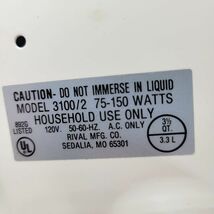 CAUTION- DO NOT IMMERSE IN LIQUID
MODEL 3100/2 75-150 WATTS
HOUSEHOLD USE ONLY
892G
LISTED
120V. 50-60-HZ. A.C. ONLY
RIVAL MFG. CO.
SEDALIA, MO 65301
UL
3½
QT.
3.3 L